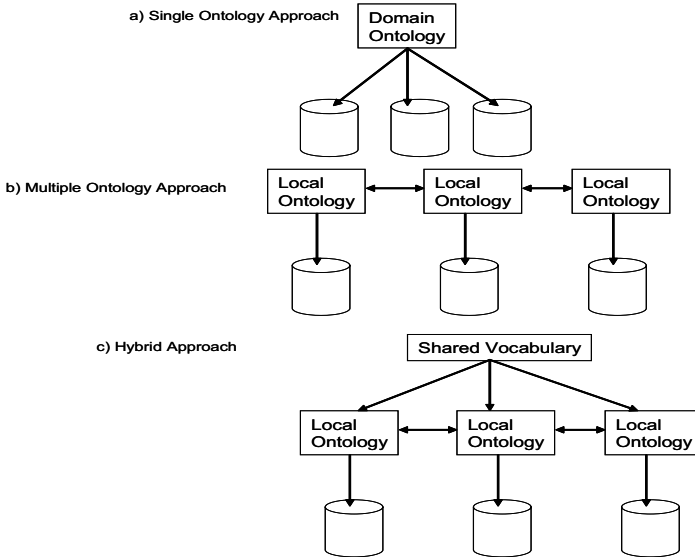 a) Single Ontology Approach
Domain
Ontology
b) Multiple Ontology Approach
Local
Ontology
Local
Ontology
Local
Ontology
c) Hybrid Approach
Shared Vocabulary
Local
Ontology
Local
Ontology
Local
Ontology